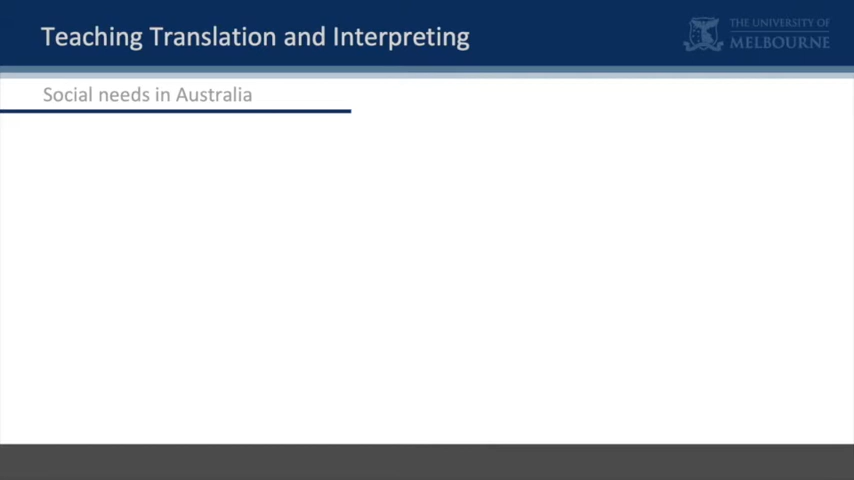 Teaching Translation and Interpreting
THE UNIVERSITY OF
MELBOURNE
Social needs in Australia